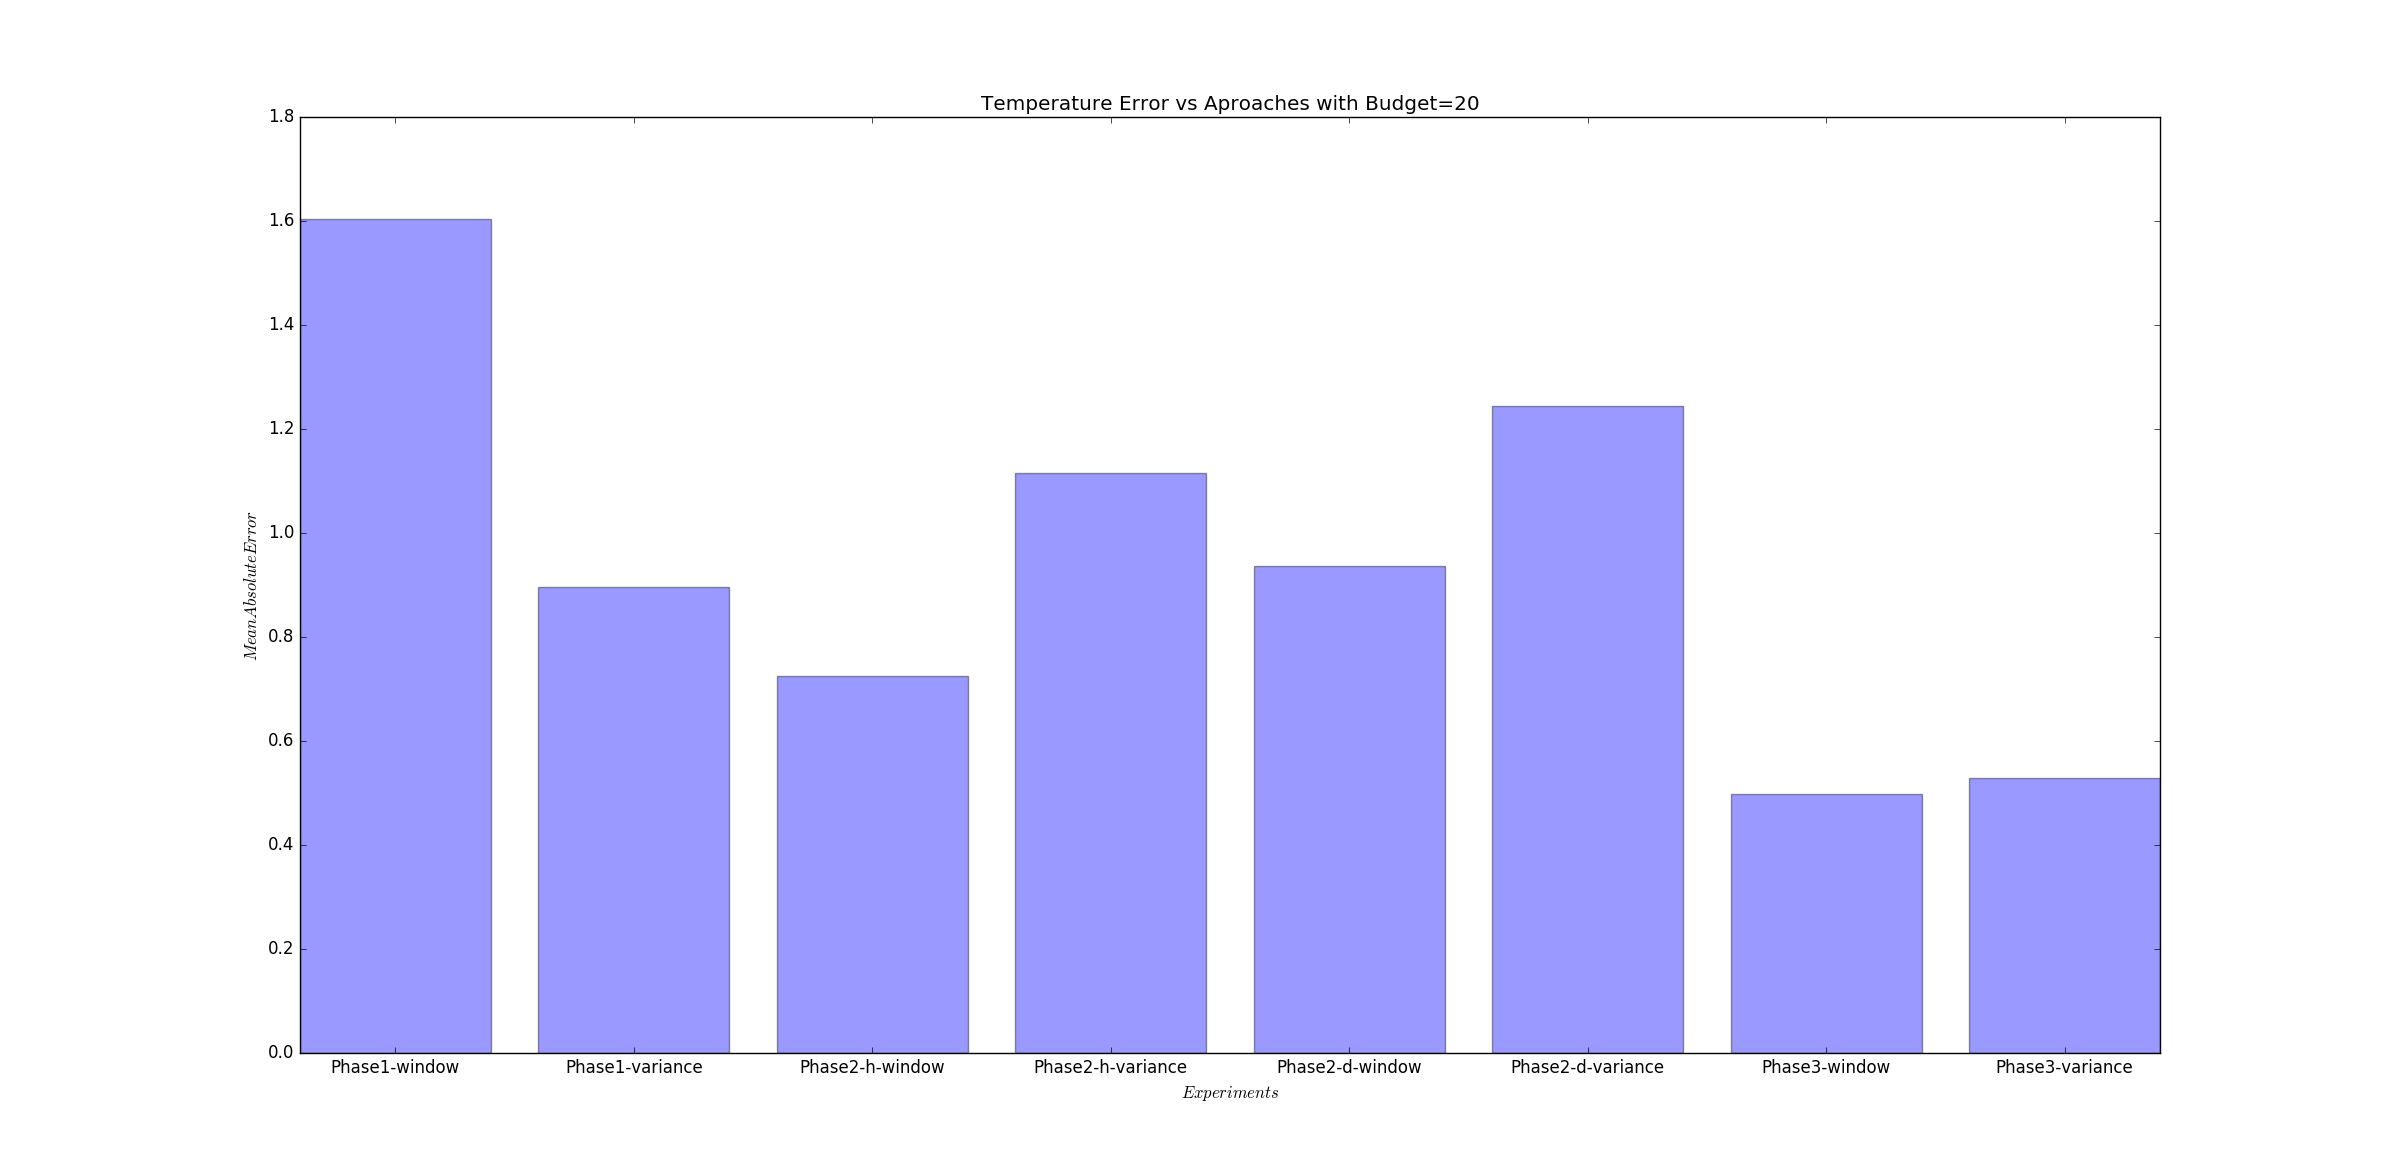 Temperature Error vs Aproaches with Budget=20
1.8
1.6
1.4
1.2
1.0
0.8
0.6
0.4
0.2
0.0
MeanAbsoluteError
Phase1-window Phase1-variance Phase2-h-window Phase2-h-variance Phase2-d-window Phase2-d-variance Phase3-window Phase3-variance
Experiments